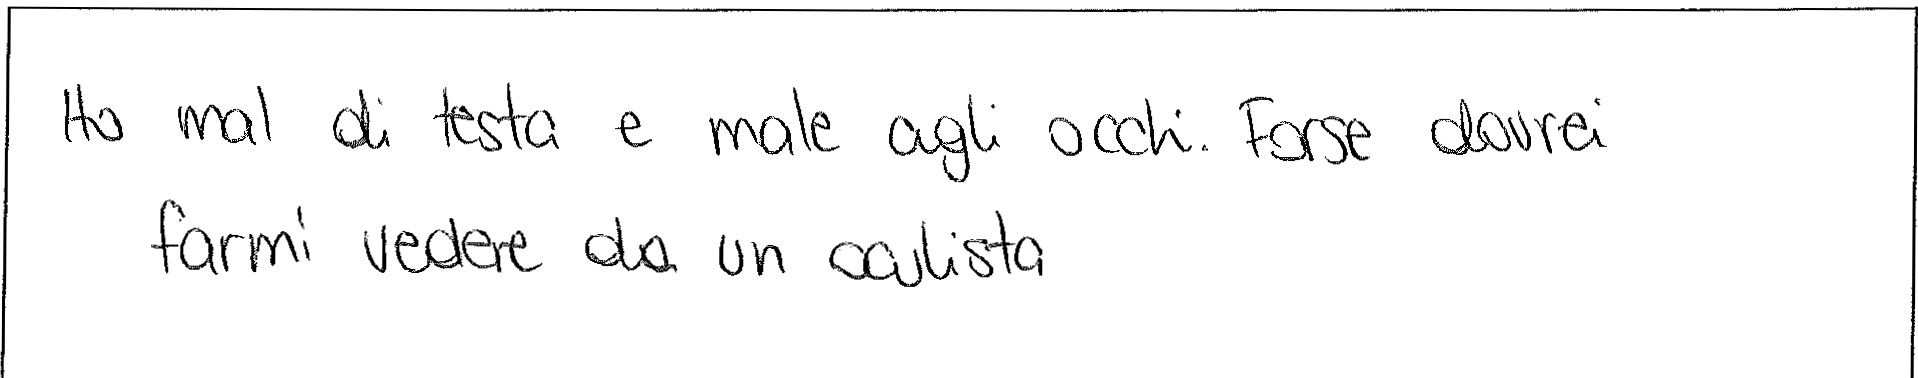 Ho mal di testa e male agli occhi. Forse dovrei
farmi vedere da un oculista